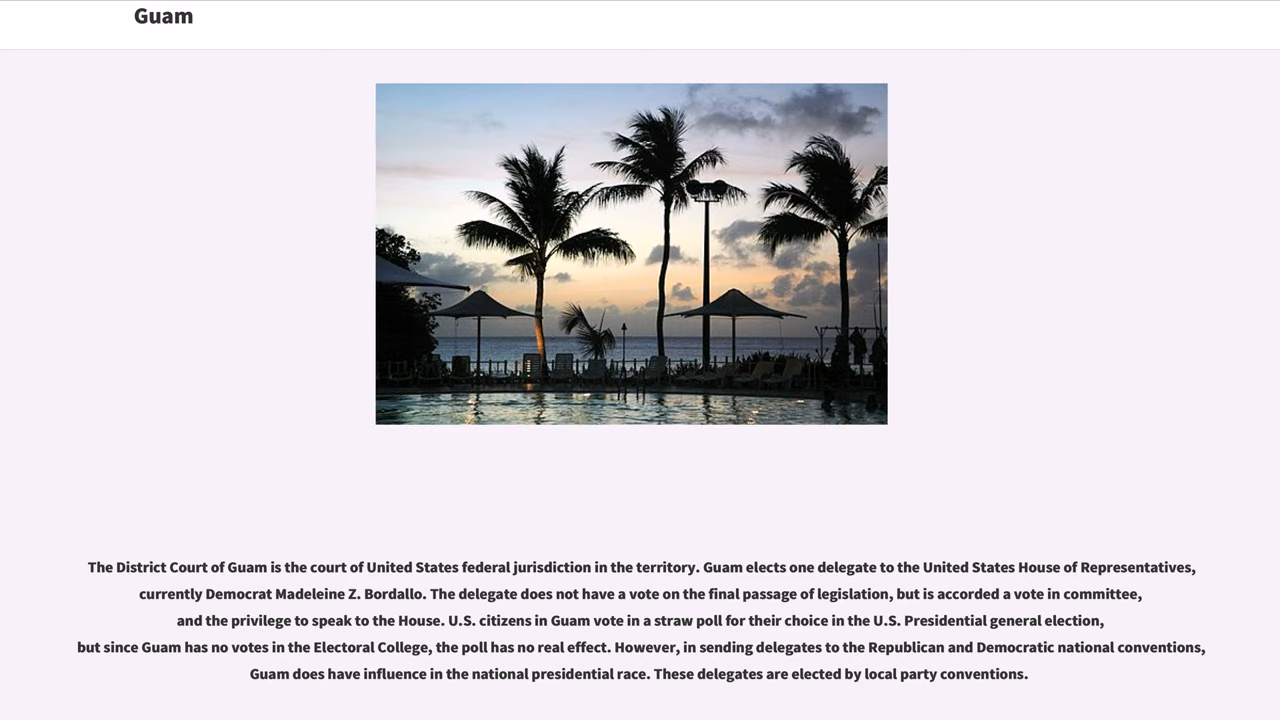 Guam
The District Court of Guam is the court of United States federal jurisdiction in the territory. Guam elects one delegate to the United States House of Representatives,
currently Democrat Madeleine Z. Bordallo. The delegate does not have a vote on the final passage of legislation, but is accorded a vote in committee,
and the privilege to speak to the House. U.S. citizens in Guam vote in a straw poll for their choice in the U.S. Presidential general election,
but since Guam has no votes in the Electoral College, the poll has no real effect. However, in sending delegates to the Republican and Democratic national conventions,
Guam does have influence in the national presidential race. These delegates are elected by local party conventions.